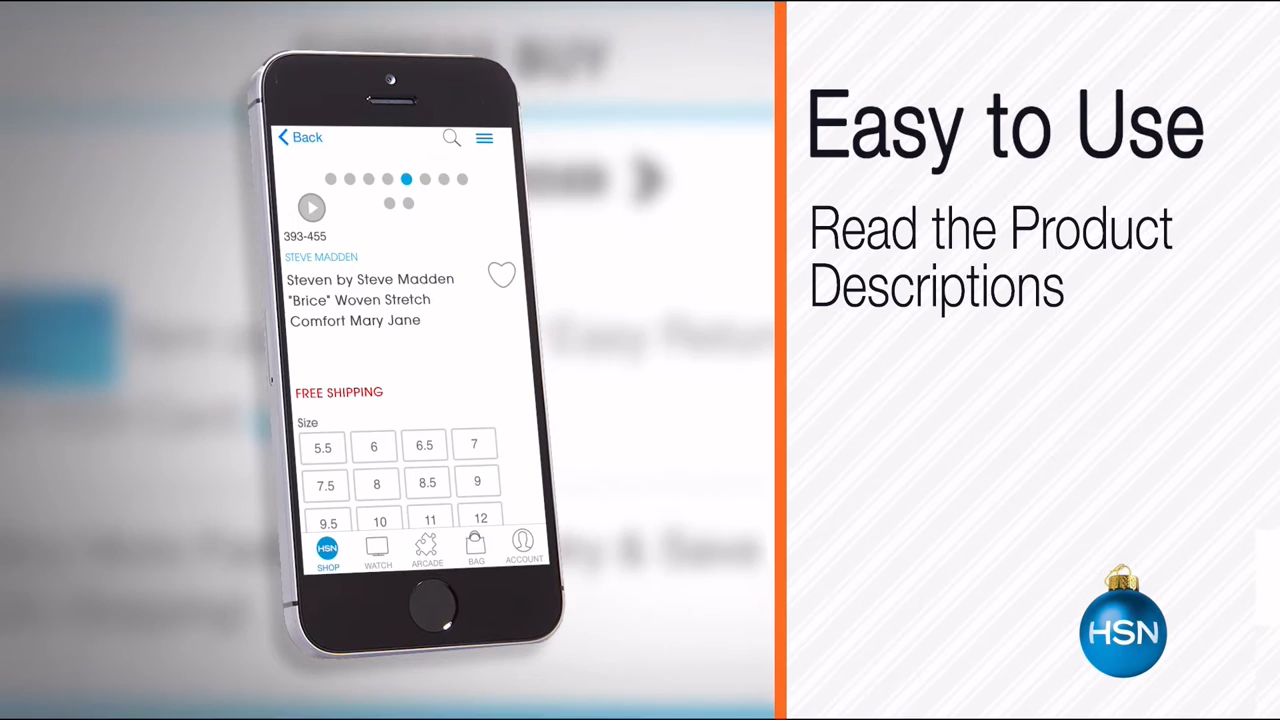 Back
393-455
STEVE MADDEN
Steven by Steve Madden
"Brice" Woven Stretch
Comfort Mary Jane
FREE SHIPPING
Size
5.5 6 6.5 7
7.5 8 8.5 9
9.5 10 11 12
HSN
SHOP WATCH ARCADE BAG ACCOUNT
Easy to Use
Read the Product
Descriptions
HSN
BUY